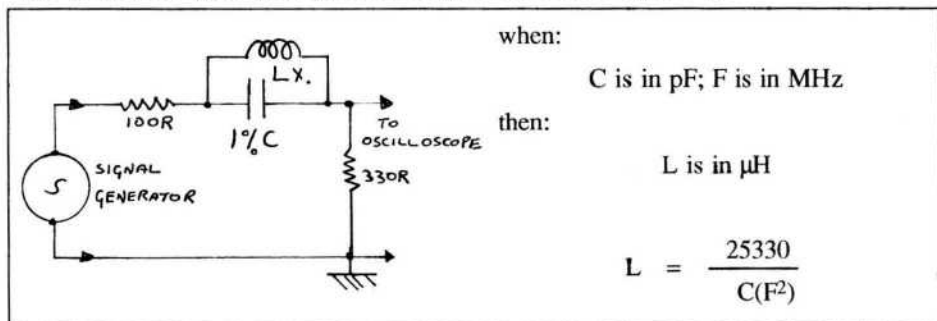 when:
C is in pF; F is in MHz
then:
L is in μH
L = 25330
C(F²)
LX.
100R
1% C
TO
OSCILLOSCOPE
330R
S
SIGNAL
GENERATOR